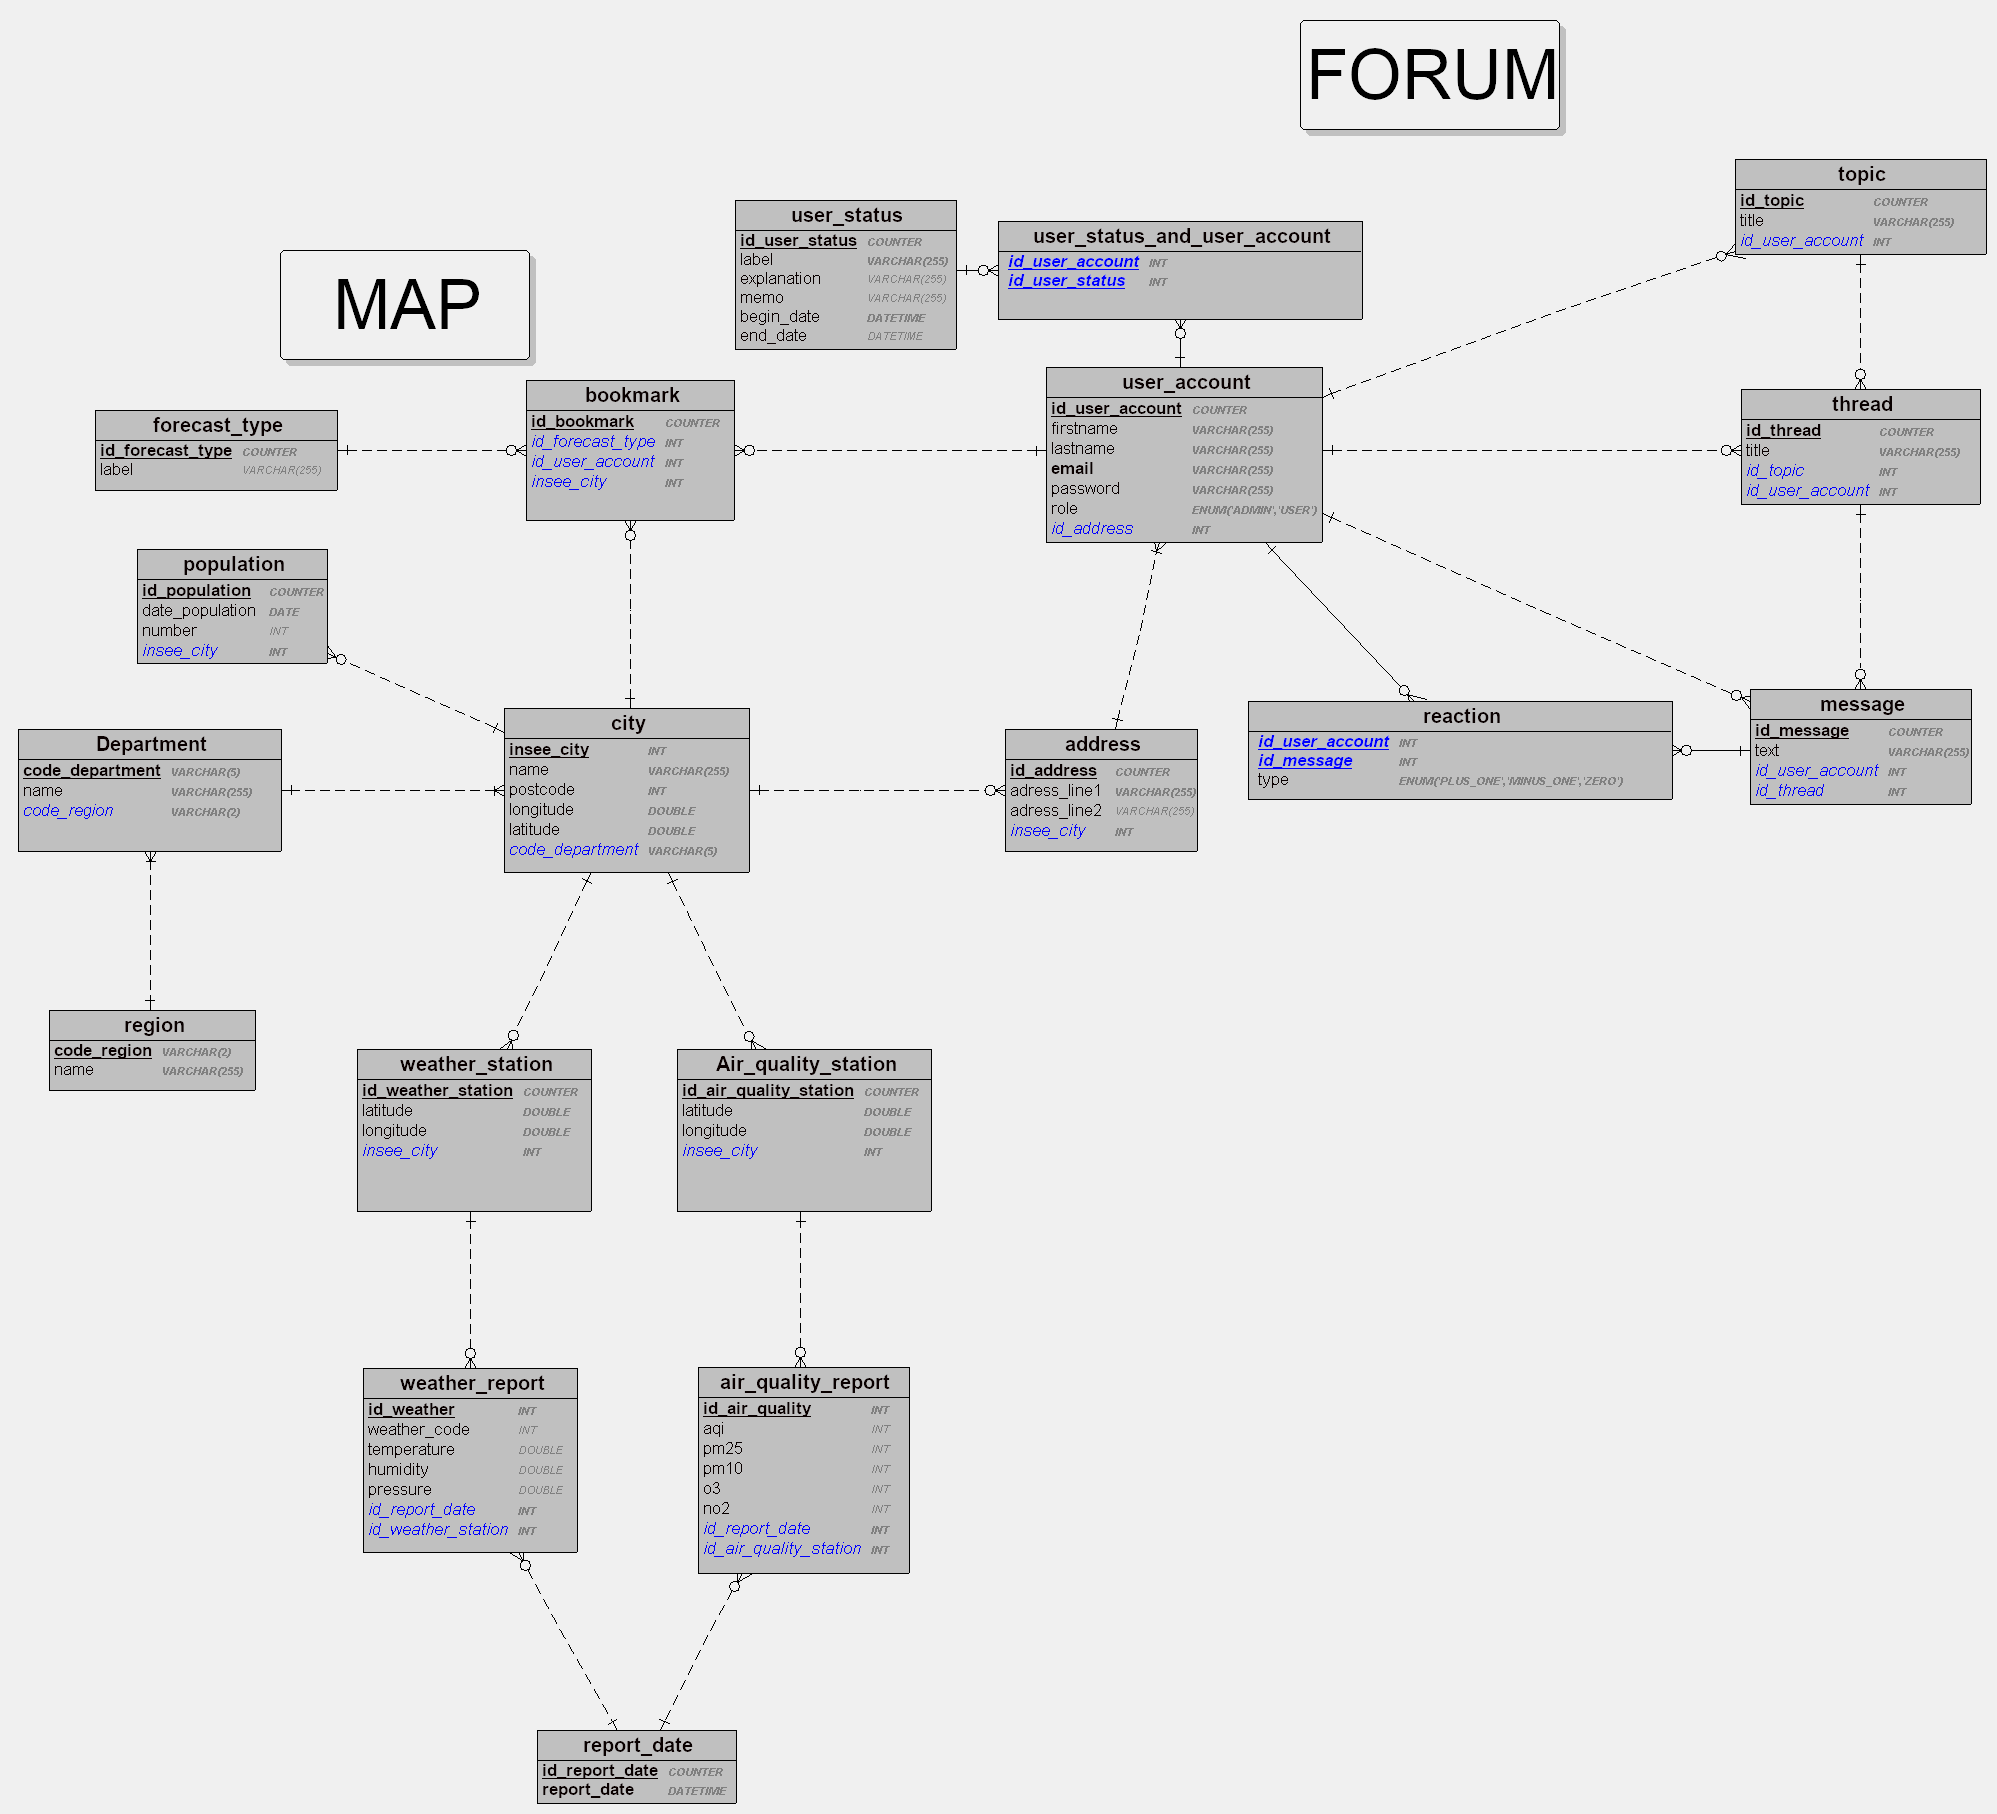 FORUM
MAP
topic
id_topic COUNTER
title VARCHAR(255)
id_user_account INT
user_status
id_user_status COUNTER
label VARCHAR(255)
explanation VARCHAR(255)
memo VARCHAR(255)
begin_date DATETIME
end_date DATETIME
user_status_and_user_account
id_user_account INT
id_user_status INT
user_account
id_user_account COUNTER
firstname VARCHAR(255)
lastname VARCHAR(255)
email VARCHAR(255)
password VARCHAR(255)
role ENUM('ADMIN','USER')
id_address INT
thread
id_thread COUNTER
title VARCHAR(255)
id_topic INT
id_user_account INT
bookmark
id_bookmark COUNTER
id_forecast_type INT
id_user_account INT
insee_city INT
forecast_type
id_forecast_type COUNTER
label VARCHAR(255)
population
id_population COUNTER
date_population DATE
number INT
insee_city INT
Department
code_department VARCHAR(5)
name VARCHAR(255)
code_region VARCHAR(2)
city
insee_city INT
name VARCHAR(255)
postcode INT
longitude DOUBLE
latitude DOUBLE
code_department VARCHAR(5)
address
id_address COUNTER
adress_line1 VARCHAR(255)
adress_line2 VARCHAR(255)
insee_city INT
reaction
id_user_account INT
id_message INT
type ENUM('PLUS_ONE','MINUS_ONE','ZERO')
message
id_message COUNTER
text VARCHAR(255)
id_user_account INT
id_thread INT
region
code_region VARCHAR(2)
name VARCHAR(255)
weather_station
id_weather_station COUNTER
latitude DOUBLE
longitude DOUBLE
insee_city INT
Air_quality_station
id_air_quality_station COUNTER
latitude DOUBLE
longitude DOUBLE
insee_city INT
weather_report
id_weather INT
weather_code INT
temperature DOUBLE
humidity DOUBLE
pressure DOUBLE
id_report_date INT
id_weather_station INT
air_quality_report
id_air_quality INT
aqi INT
pm25 INT
pm10 INT
o3 INT
no2 INT
id_report_date INT
id_air_quality_station INT
report_date
id_report_date COUNTER
report_date DATETIME